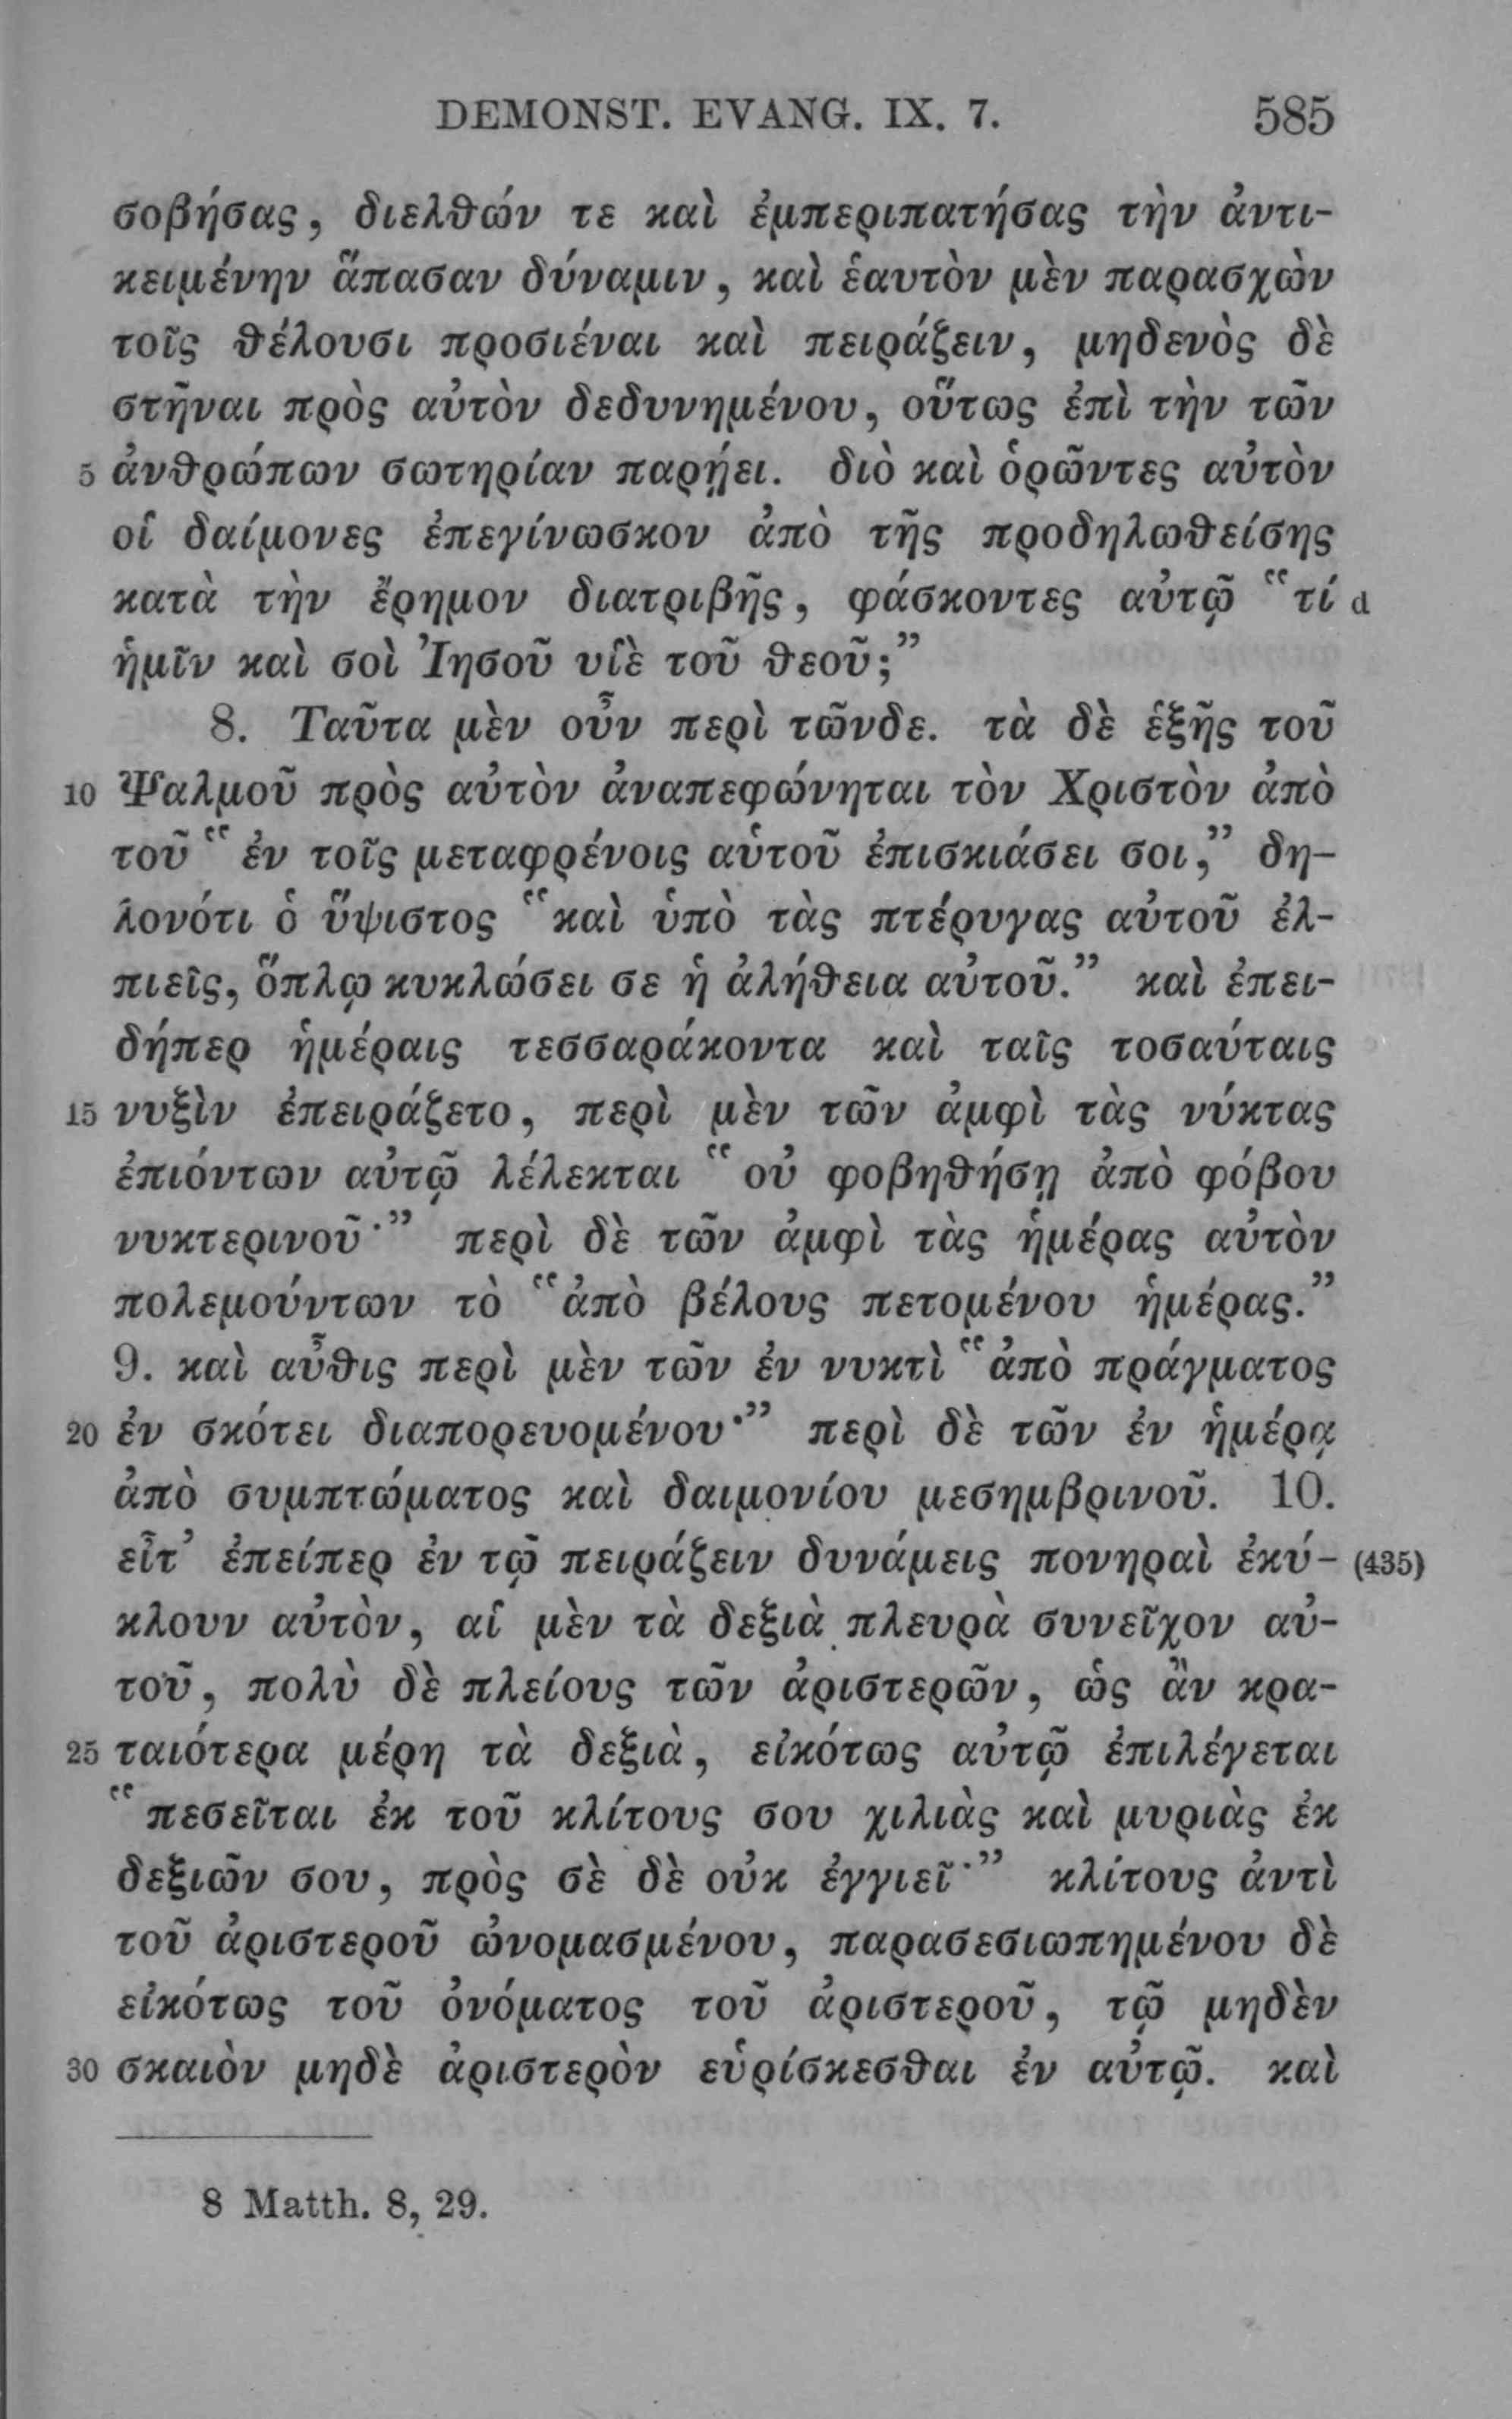 DEMONST. EVANG. IX. 7. 585
σοβήσας, διελθών τε καὶ ἐμπεριπατήσας τὴν ἀντι-
κειμένην ἅπασαν δύναμιν, καὶ ἑαυτὸν μὲν παρασχὼν
τοῖς θέλουσι προσιέναι καὶ πειράζειν, μηδενὸς δὲ
στῆναι πρὸς αὐτὸν δεδυνημένου, οὕτως ἐπὶ τὴν τῶν
5 ἀνθρώπων σωτηρίαν παρῄει. διὸ καὶ ὁρῶντες αὐτὸν
οἱ δαίμονες ἐπεγίνωσκον ἀπὸ τῆς προδηλωθείσης
κατὰ τὴν ἔρημον διατριβῆς, φάσκοντες αὐτῷ “τί d
ἡμῖν καὶ σοὶ Ἰησοῦ υἱὲ τοῦ θεοῦ;”
8. Ταῦτα μὲν οὖν περὶ τῶνδε. τὰ δὲ ἑξῆς τοῦ
10 Ψαλμοῦ πρὸς αὐτὸν ἀναπεφώνηται τὸν Χριστὸν ἀπὸ
τοῦ “ἐν τοῖς μεταφρένοις αὑτοῦ ἐπισκιάσει σοι,” δη-
λονότι ὁ ὕψιστος “καὶ ὑπὸ τὰς πτέρυγας αὐτοῦ ἐλ-
πιεῖς, ὅπλῳ κυκλώσει σε ἡ ἀλήθεια αὐτοῦ.” καὶ ἐπει-
δήπερ ἡμέραις τεσσαράκοντα καὶ ταῖς τοσαύταις
15 νυξὶν ἐπειράζετο, περὶ μὲν τῶν ἀμφὶ τὰς νύκτας
ἐπιόντων αὐτῷ λέλεκται “οὐ φοβηθήσῃ ἀπὸ φόβου
νυκτερινοῦ·” περὶ δὲ τῶν ἀμφὶ τὰς ἡμέρας αὐτὸν
πολεμούντων τὸ “ἀπὸ βέλους πετομένου ἡμέρας.”
9. καὶ αὖθις περὶ μὲν τῶν ἐν νυκτὶ “ἀπὸ πράγματος
20 ἐν σκότει διαπορευομένου·” περὶ δὲ τῶν ἐν ἡμέρᾳ
ἀπὸ συμπτώματος καὶ δαιμονίου μεσημβρινοῦ. 10.
εἶτ’ ἐπείπερ ἐν τῷ πειράζειν δυνάμεις πονηραὶ ἐκύ- (435)
κλουν αὐτὸν, αἱ μὲν τὰ δεξιὰ πλευρὰ συνεῖχον αὐ-
τοῦ, πολὺ δὲ πλείους τῶν ἀριστερῶν, ὡς ἂν κρα-
25 ταιότερα μέρη τὰ δεξιὰ, εἰκότως αὐτῷ ἐπιλέγεται
“πεσεῖται ἐκ τοῦ κλίτους σου χιλιὰς καὶ μυριὰς ἐκ
δεξιῶν σου, πρὸς σὲ δὲ οὐκ ἐγγιεῖ·” κλίτους ἀντὶ
τοῦ ἀριστεροῦ ὠνομασμένου, παρασεσιωπημένου δὲ
εἰκότως τοῦ ὀνόματος τοῦ ἀριστεροῦ, τῷ μηδὲν
30 σκαιὸν μηδὲ ἀριστερὸν εὑρίσκεσθαι ἐν αὐτῷ. καὶ
8 Matth. 8, 29.